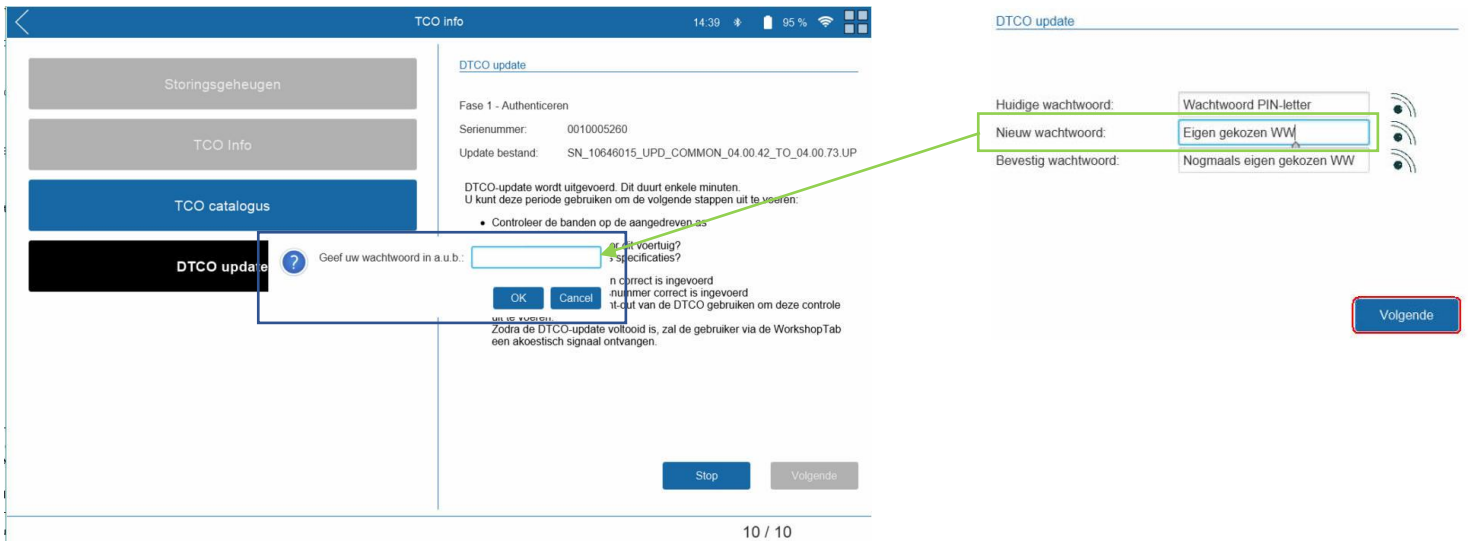 TCO info
14:39
95 %
Storingsgeheugen
TCO Info
TCO catalogus
DTCO update
DTCO update
Fase 1 - Authenticeren
Serienummer: 0010005260
Update bestand: SN_10646015_UPD_COMMON_04.00.42_TO_04.00.73.UP
DTCO-update wordt uitgevoerd. Dit duurt enkele minuten.
U kunt deze periode gebruiken om de volgende stappen uit te voeren:
• Controleer de banden op de aangedreven as
dit voertuig?
specificaties?
correct is ingevoerd
correct is ingevoerd
van de DTCO gebruiken om deze controle
uit te voeren.
Zodra de DTCO-update voltooid is, zal de gebruiker via de WorkshopTab
een akoestisch signaal ontvangen.
? Geef uw wachtwoord in a.u.b.:
OK Cancel
Stop Volgende
10 / 10
DTCO update
Huidige wachtwoord: Wachtwoord PIN-letter
Nieuw wachtwoord: Eigen gekozen WW
Bevestig wachtwoord: Nogmaals eigen gekozen WW
Volgende